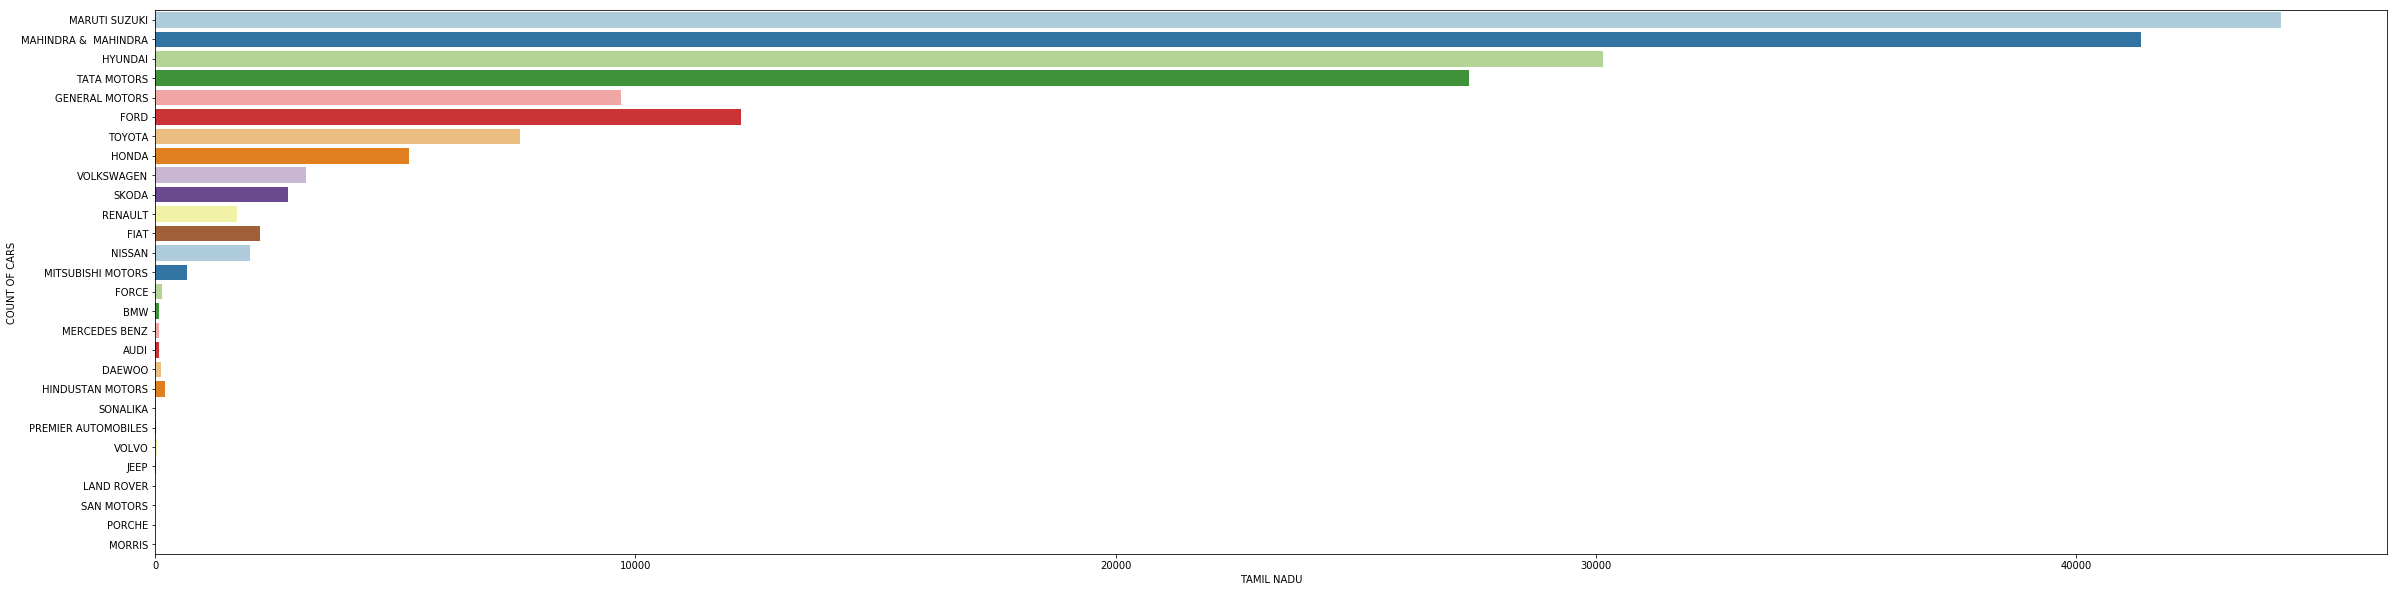 MARUTI SUZUKI
MAHINDRA &  MAHINDRA
HYUNDAI
TATA MOTORS
GENERAL MOTORS
FORD
TOYOTA
HONDA
VOLKSWAGEN
SKODA
RENAULT
FIAT
NISSAN
MITSUBISHI MOTORS
FORCE
BMW
MERCEDES BENZ
AUDI
DAEWOO
HINDUSTAN MOTORS
SONALIKA
PREMIER AUTOMOBILES
VOLVO
JEEP
LAND ROVER
SAN MOTORS
PORCHE
MORRIS
COUNT OF CARS
0 10000 20000 30000 40000
TAMIL NADU